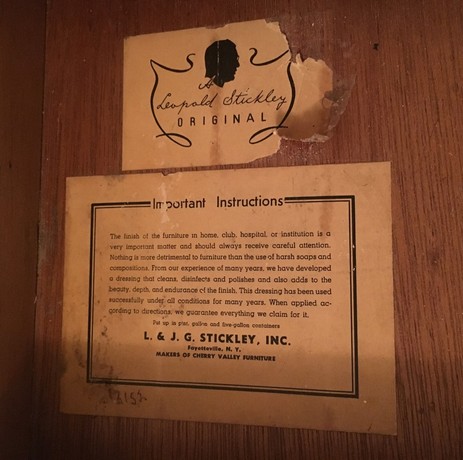 A
Leopold Stickley
ORIGINAL
Important Instructions
The finish of the furniture in home, club, hospital, or institution is a
very important matter and should always receive careful attention.
Nothing is more detrimental to furniture than the use of harsh soaps and
compositions. From our experience of many years, we have developed
a dressing that cleans, disinfects and polishes and also adds to the
beauty, depth, and endurance of the finish. This dressing has been used
successfully under all conditions for many years. When applied ac-
cording to directions, we guarantee everything we claim for it.
Put up in pint, gallon and five-gallon containers
L. & J. G. STICKLEY, INC.
Fayetteville, N. Y.
MAKERS OF CHERRY VALLEY FURNITURE